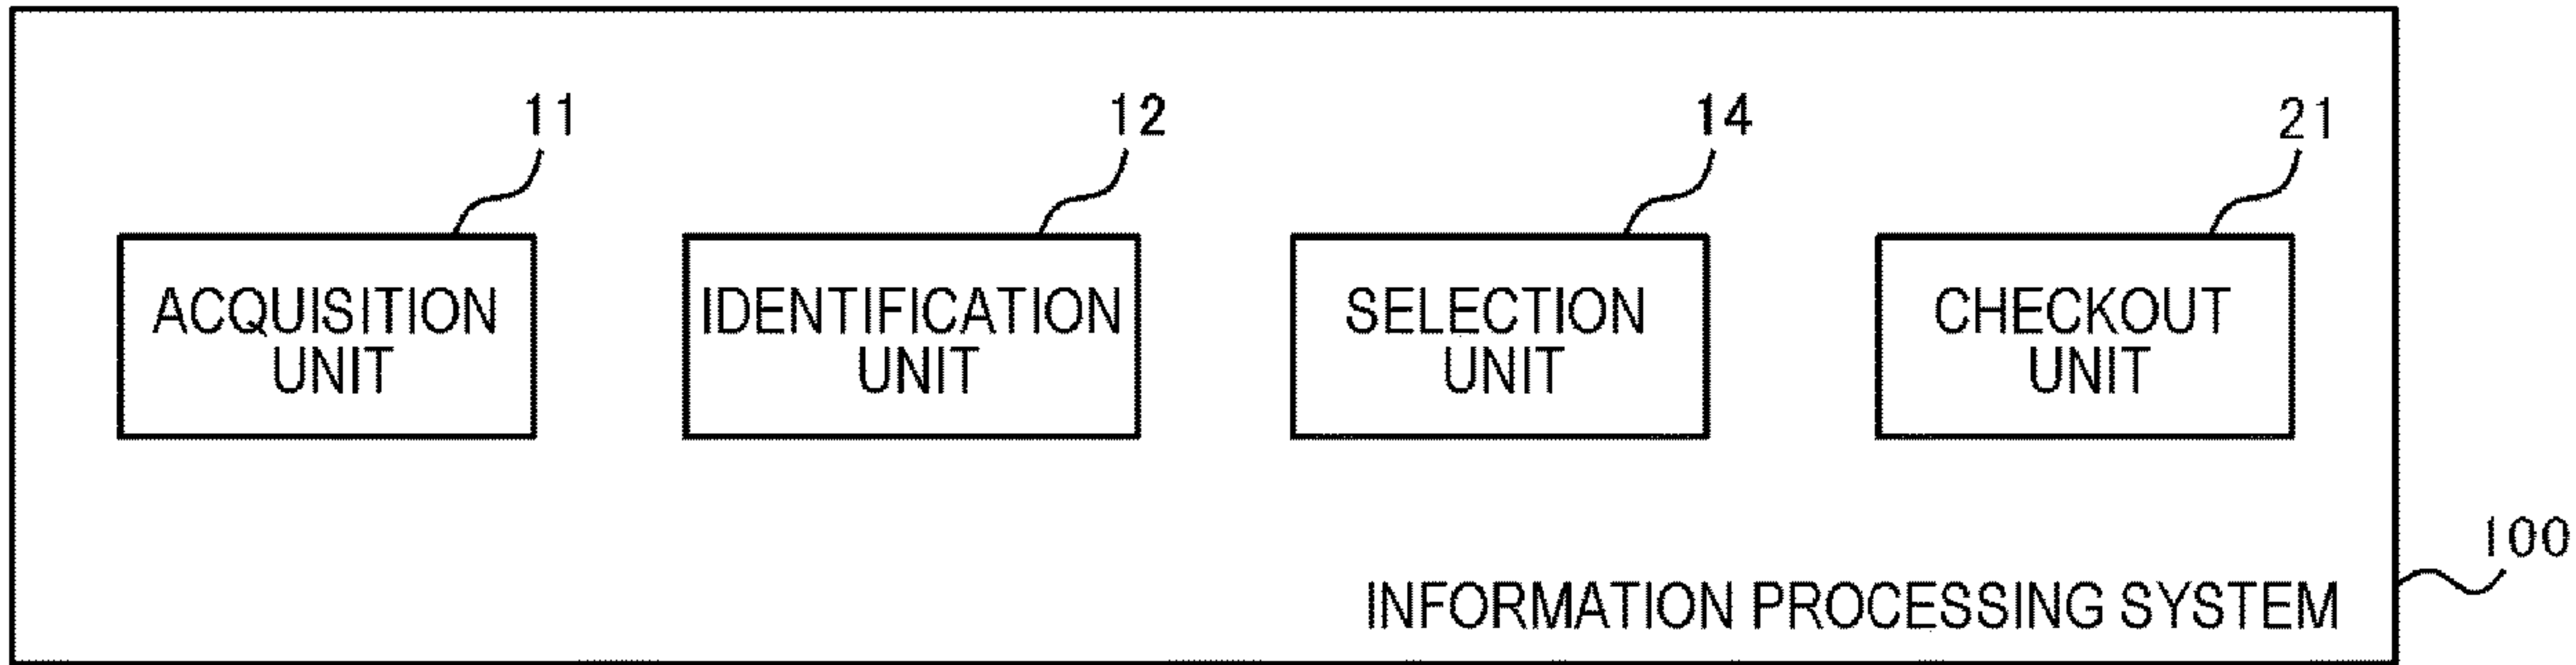 11
12
14
21
ACQUISITION
UNIT
IDENTIFICATION
UNIT
SELECTION
UNIT
CHECKOUT
UNIT
100
INFORMATION PROCESSING SYSTEM